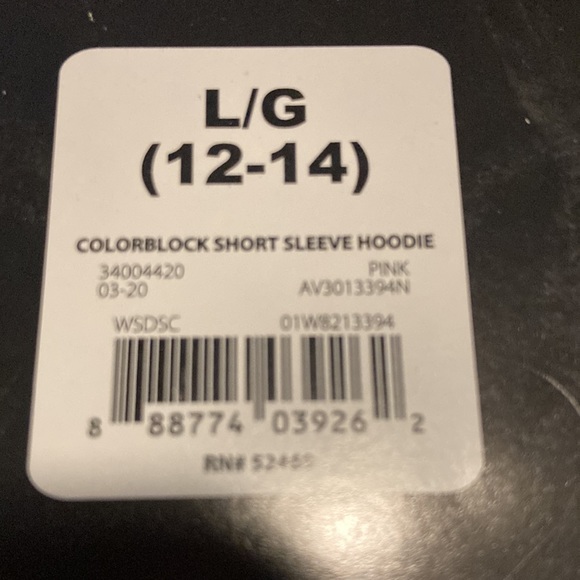 L/G
(12-14)
COLORBLOCK SHORT SLEEVE HOODIE
34004420 PINK
03-20 AV3013394N
WSDSC 01W8213394
8 88774 03926 2
RN#